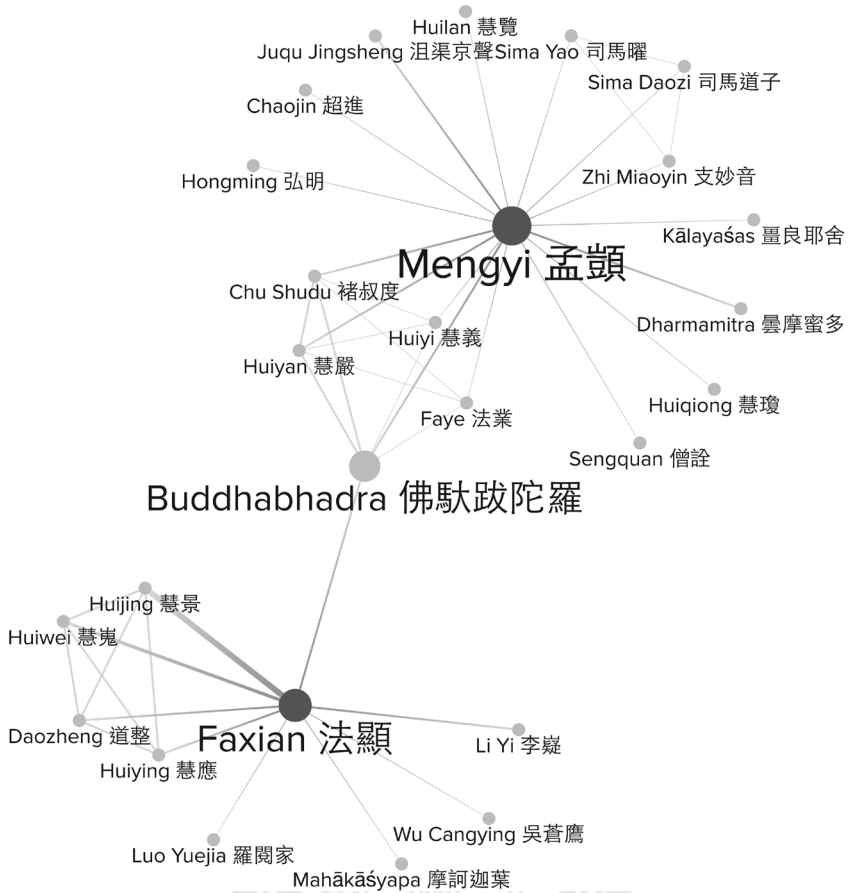 Huilan 慧覽
Juqu Jingsheng 沮渠京聲
Sima Yao 司馬曜
Sima Daozi 司馬道子
Chaojin 超進
Hongming 弘明
Zhi Miaoyin 支妙音
Kālayaśas 畺良耶舍
Mengyi 孟顗
Chu Shudu 褚叔度
Dharmamitra 曇摩蜜多
Huiyi 慧義
Huiyan 慧嚴
Huiqiong 慧瓊
Faye 法業
Sengquan 僧詮
Buddhabhadra 佛馱跋陀羅
Huijing 慧景
Huiwei 慧嵬
Daozheng 道整
Faxian 法顯
Li Yi 李嶷
Huiying 慧應
Wu Cangying 吳蒼鷹
Luo Yuejia 羅閱家
Mahākāśyapa 摩訶迦葉